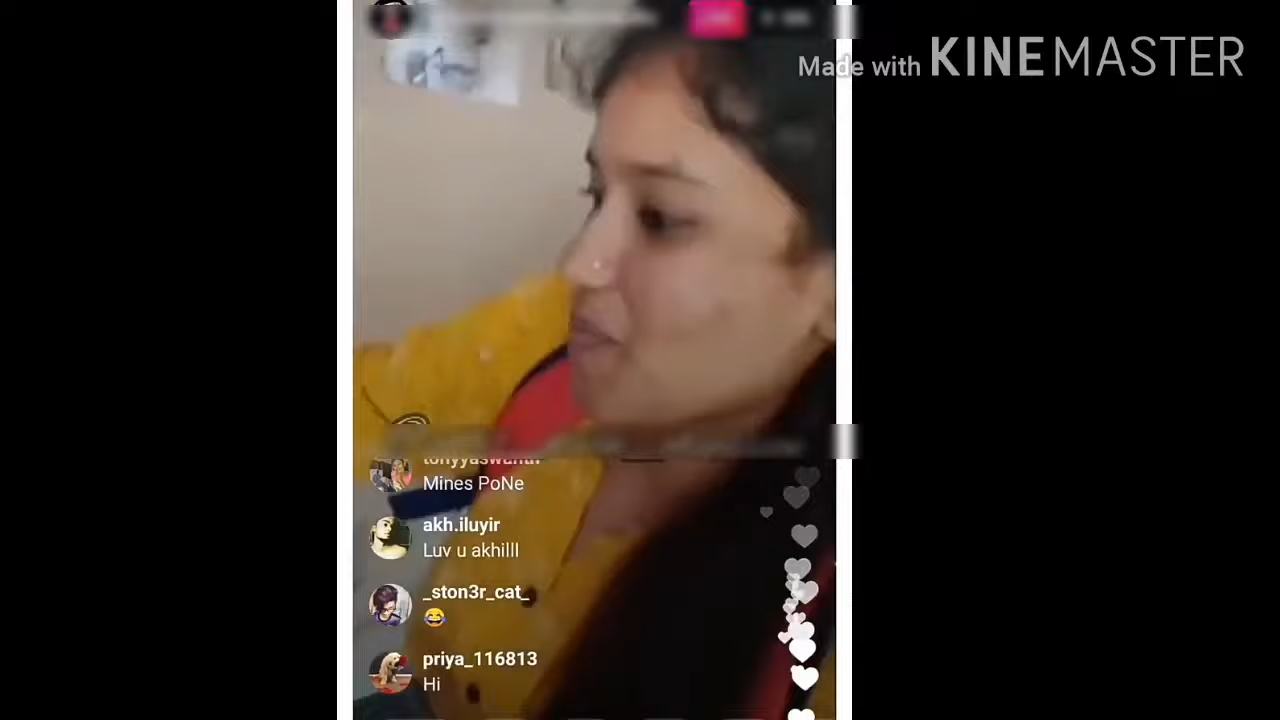 Made with KINEMASTER
Mines PoNe
akh.iluyir
Luv u akhilll
_ston3r_cat_
😂
priya_116813
Hi